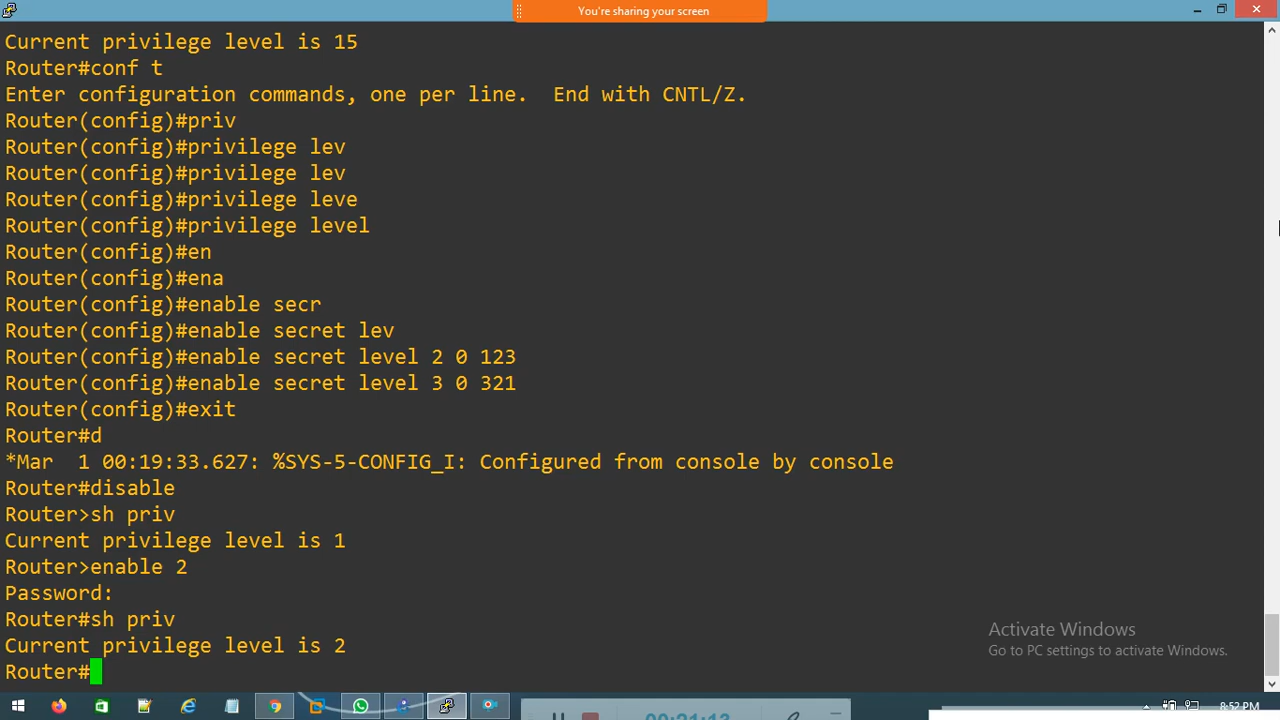 You're sharing your screen
Current privilege level is 15
Router#conf t
Enter configuration commands, one per line.  End with CNTL/Z.
Router(config)#priv
Router(config)#privilege lev
Router(config)#privilege lev
Router(config)#privilege leve
Router(config)#privilege level
Router(config)#en
Router(config)#ena
Router(config)#enable secr
Router(config)#enable secret lev
Router(config)#enable secret level 2 0 123
Router(config)#enable secret level 3 0 321
Router(config)#exit
Router#d
*Mar  1 00:19:33.627: %SYS-5-CONFIG_I: Configured from console by console
Router#disable
Router>sh priv
Current privilege level is 1
Router>enable 2
Password:
Router#sh priv
Current privilege level is 2
Router#
Activate Windows
Go to PC settings to activate Windows.
00:21:13
8:52 PM